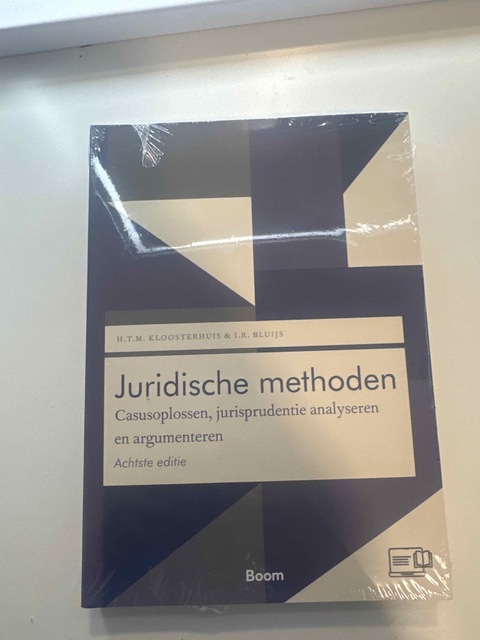 H.T.M. KLOOSTERHUIS & I.R. BLUIJS
Juridische methoden
Casusoplossen, jurisprudentie analyseren
en argumenteren
Achtste editie
Boom